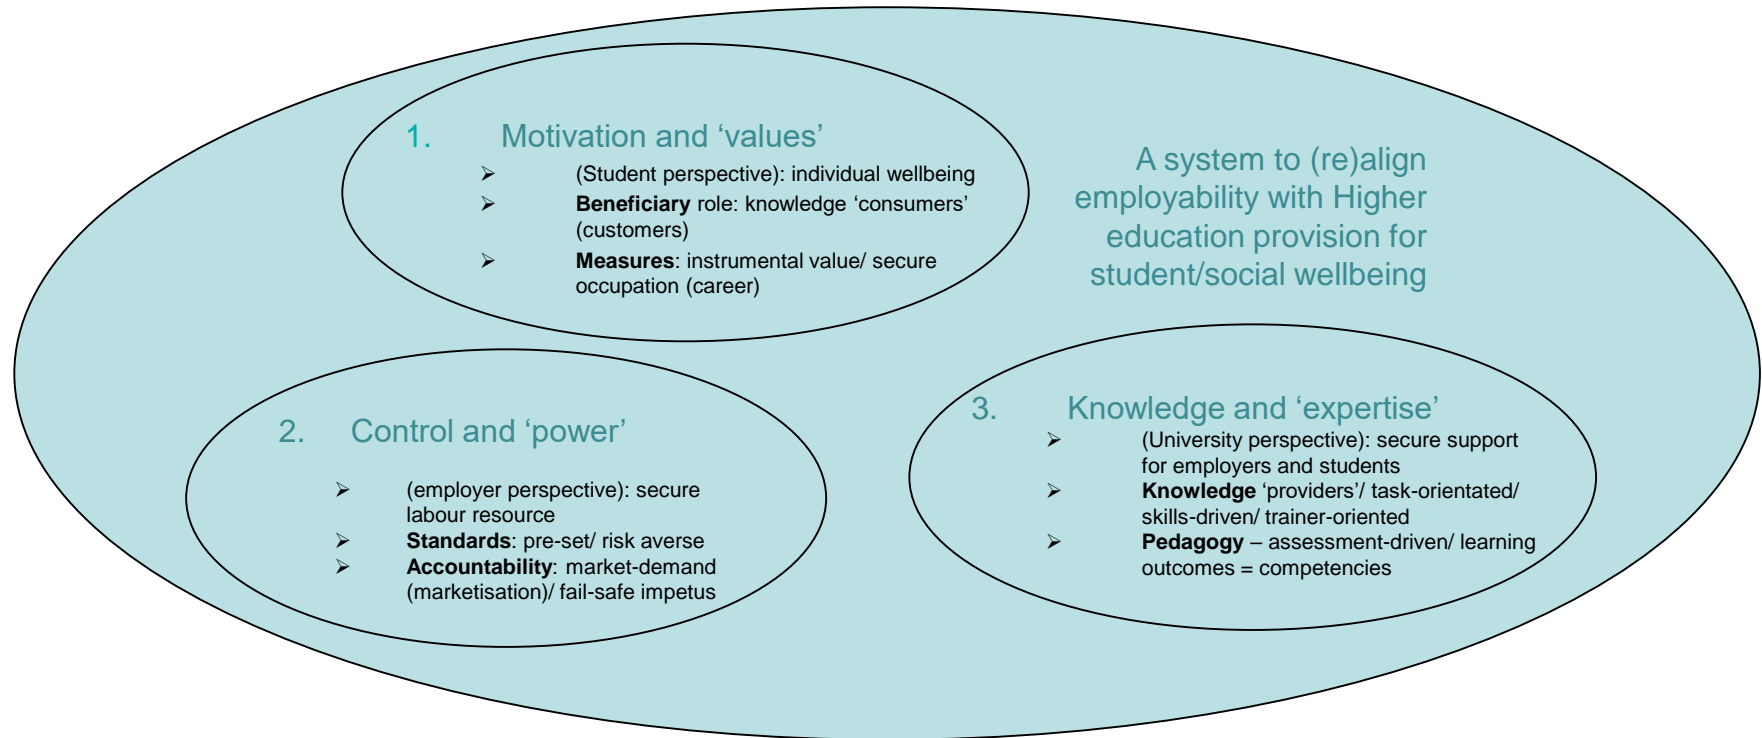 1. Motivation and ‘values’
➢ (Student perspective): individual wellbeing
➢ Beneficiary role: knowledge ‘consumers’
(customers)
➢ Measures: instrumental value/ secure
occupation (career)
A system to (re)align
employability with Higher
education provision for
student/social wellbeing
2. Control and ‘power’
➢ (employer perspective): secure
labour resource
➢ Standards: pre-set/ risk averse
➢ Accountability: market-demand
(marketisation)/ fail-safe impetus
3. Knowledge and ‘expertise’
➢ (University perspective): secure support
for employers and students
➢ Knowledge ‘providers’/ task-orientated/
skills-driven/ trainer-oriented
➢ Pedagogy – assessment-driven/ learning
outcomes = competencies